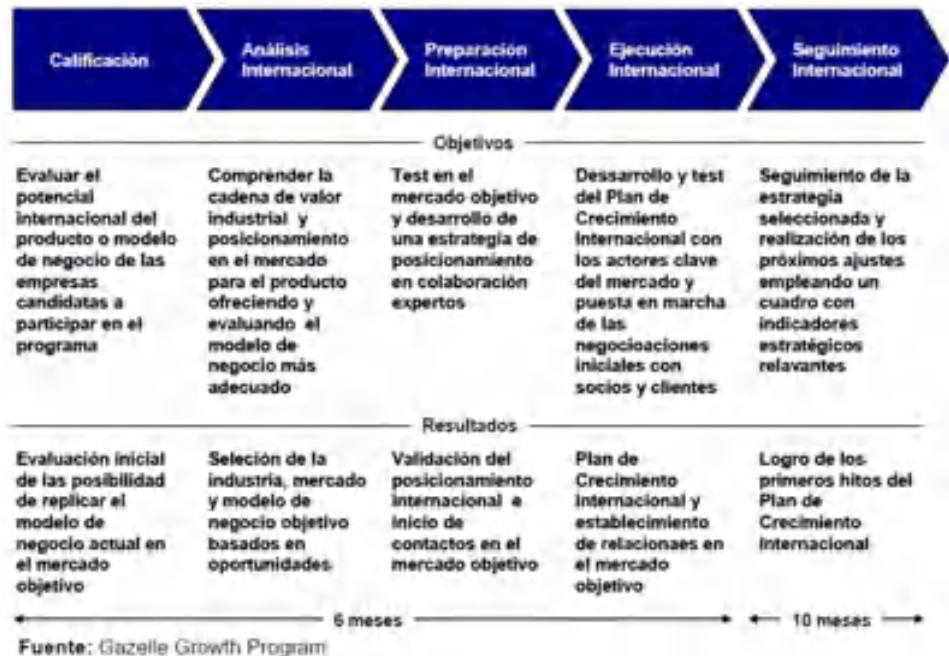 Calificación
Análisis
Internacional
Preparación
Internacional
Ejecución
Internacional
Seguimiento
Internacional
Objetivos
Evaluar el
potencial
internacional del
producto o modelo
de negocio de las
empresas
candidatas a
participar en el
programa
Comprender la
cadena de valor
industrial y
posicionamiento
en el mercado
para el producto
ofreciendo y
evaluando el
modelo de
negocio más
adecuado
Test en el
mercado objetivo
y desarrollo de
una estrategia de
posicionamiento
en colaboración
expertos
Dessarrollo y test
del Plan de
Crecimiento
Internacional con
los actores clave
del mercado y
puesta en marcha
de las
negocioaciones
iniciales con
socios y clientes
Seguimiento de la
estrategia
seleccionada y
realización de los
próximos ajustes
empleando un
cuadro con
indicadores
estratégicos
relavantes
Resultados
Evaluación inicial
de las posibilidad
de replicar el
modelo de
negocio actual en
el mercado
objetivo
Seleción de la
industria, mercado
y modelo de
negocio objetivo
basados en
oportunidades
Validación del
posicionamiento
internacional e
inicio de
contactos en el
mercado objetivo
Plan de
Crecimiento
Internacional y
establecimiento
de relacionaes en
el mercado
objetivo
Logro de los
primeros hitos del
Plan de
Crecimiento
Internacional
6 meses
10 meses
Fuente: Gazelle Growth Program